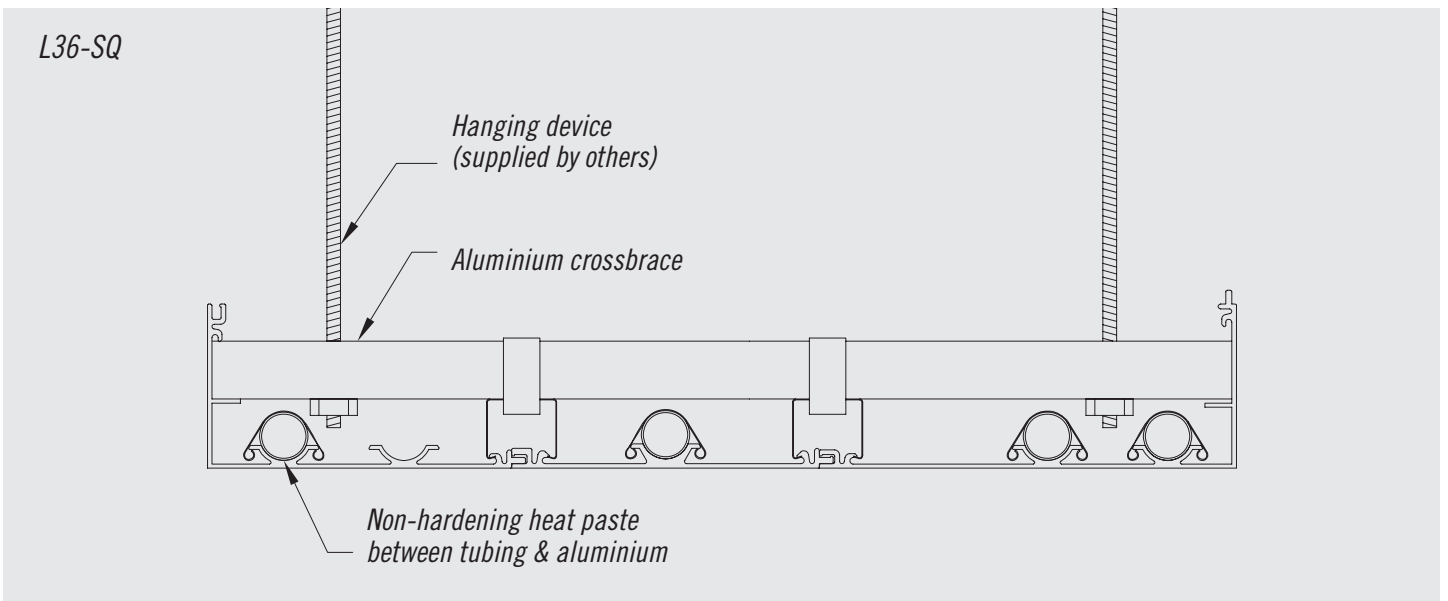 L36-SQ
Hanging device
(supplied by others)
Aluminium crossbrace
Non-hardening heat paste
between tubing & aluminium